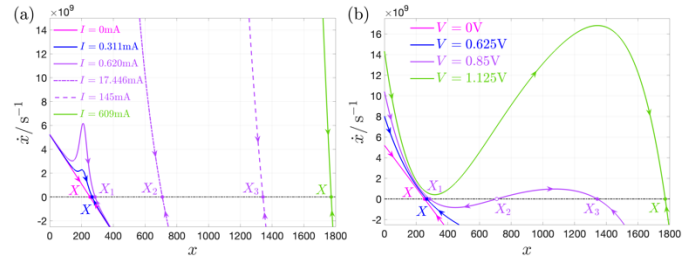 (a)
×10⁹
I = 0mA
I = 0.311mA
I = 0.620mA
I = 17.446mA
I = 145mA
I = 609mA
14
12
10
8
6
4
2
0
-2
ẋ/ s⁻¹
X
X
X₁
X₂
X₃
X
0 200 400 600 800 1000 1200 1400 1600 1800
x
(b)
×10⁹
V = 0V
V = 0.625V
V = 0.85V
V = 1.125V
16
14
12
10
8
6
4
2
0
-2
ẋ/ s⁻¹
X₁
X
X₂
X₃
X
0 200 400 600 800 1000 1200 1400 1600 1800
x